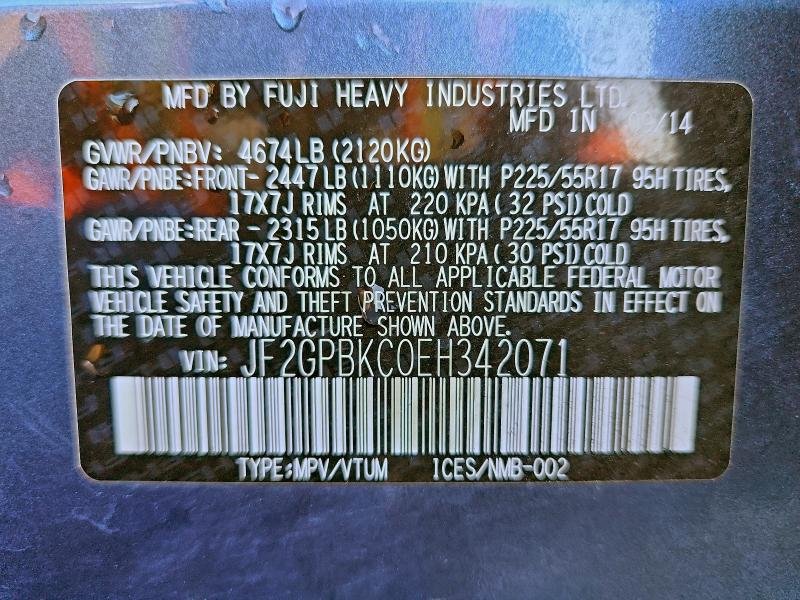 MFD BY FUJI HEAVY INDUSTRIES LTD.
MFD IN /14
GVWR/PNBV: 4674LB(2120KG)
GAWR/PNBE:FRONT- 2447LB(1110KG)WITH P225/55R17 95H TIRES,
17X7J RIMS AT 220 KPA(32 PSI)COLD
GAWR/PNBE:REAR - 2315LB(1050KG)WITH P225/55R17 95H TIRES,
17X7J RIMS AT 210 KPA(30 PSI)COLD
THIS VEHICLE CONFORMS TO ALL APPLICABLE FEDERAL MOTOR
VEHICLE SAFETY AND THEFT PREVENTION STANDARDS IN EFFECT ON
THE DATE OF MANUFACTURE SHOWN ABOVE.
VIN: JF2GPBKC0EH342071
TYPE:MPV/VTUM ICES/NMB-002